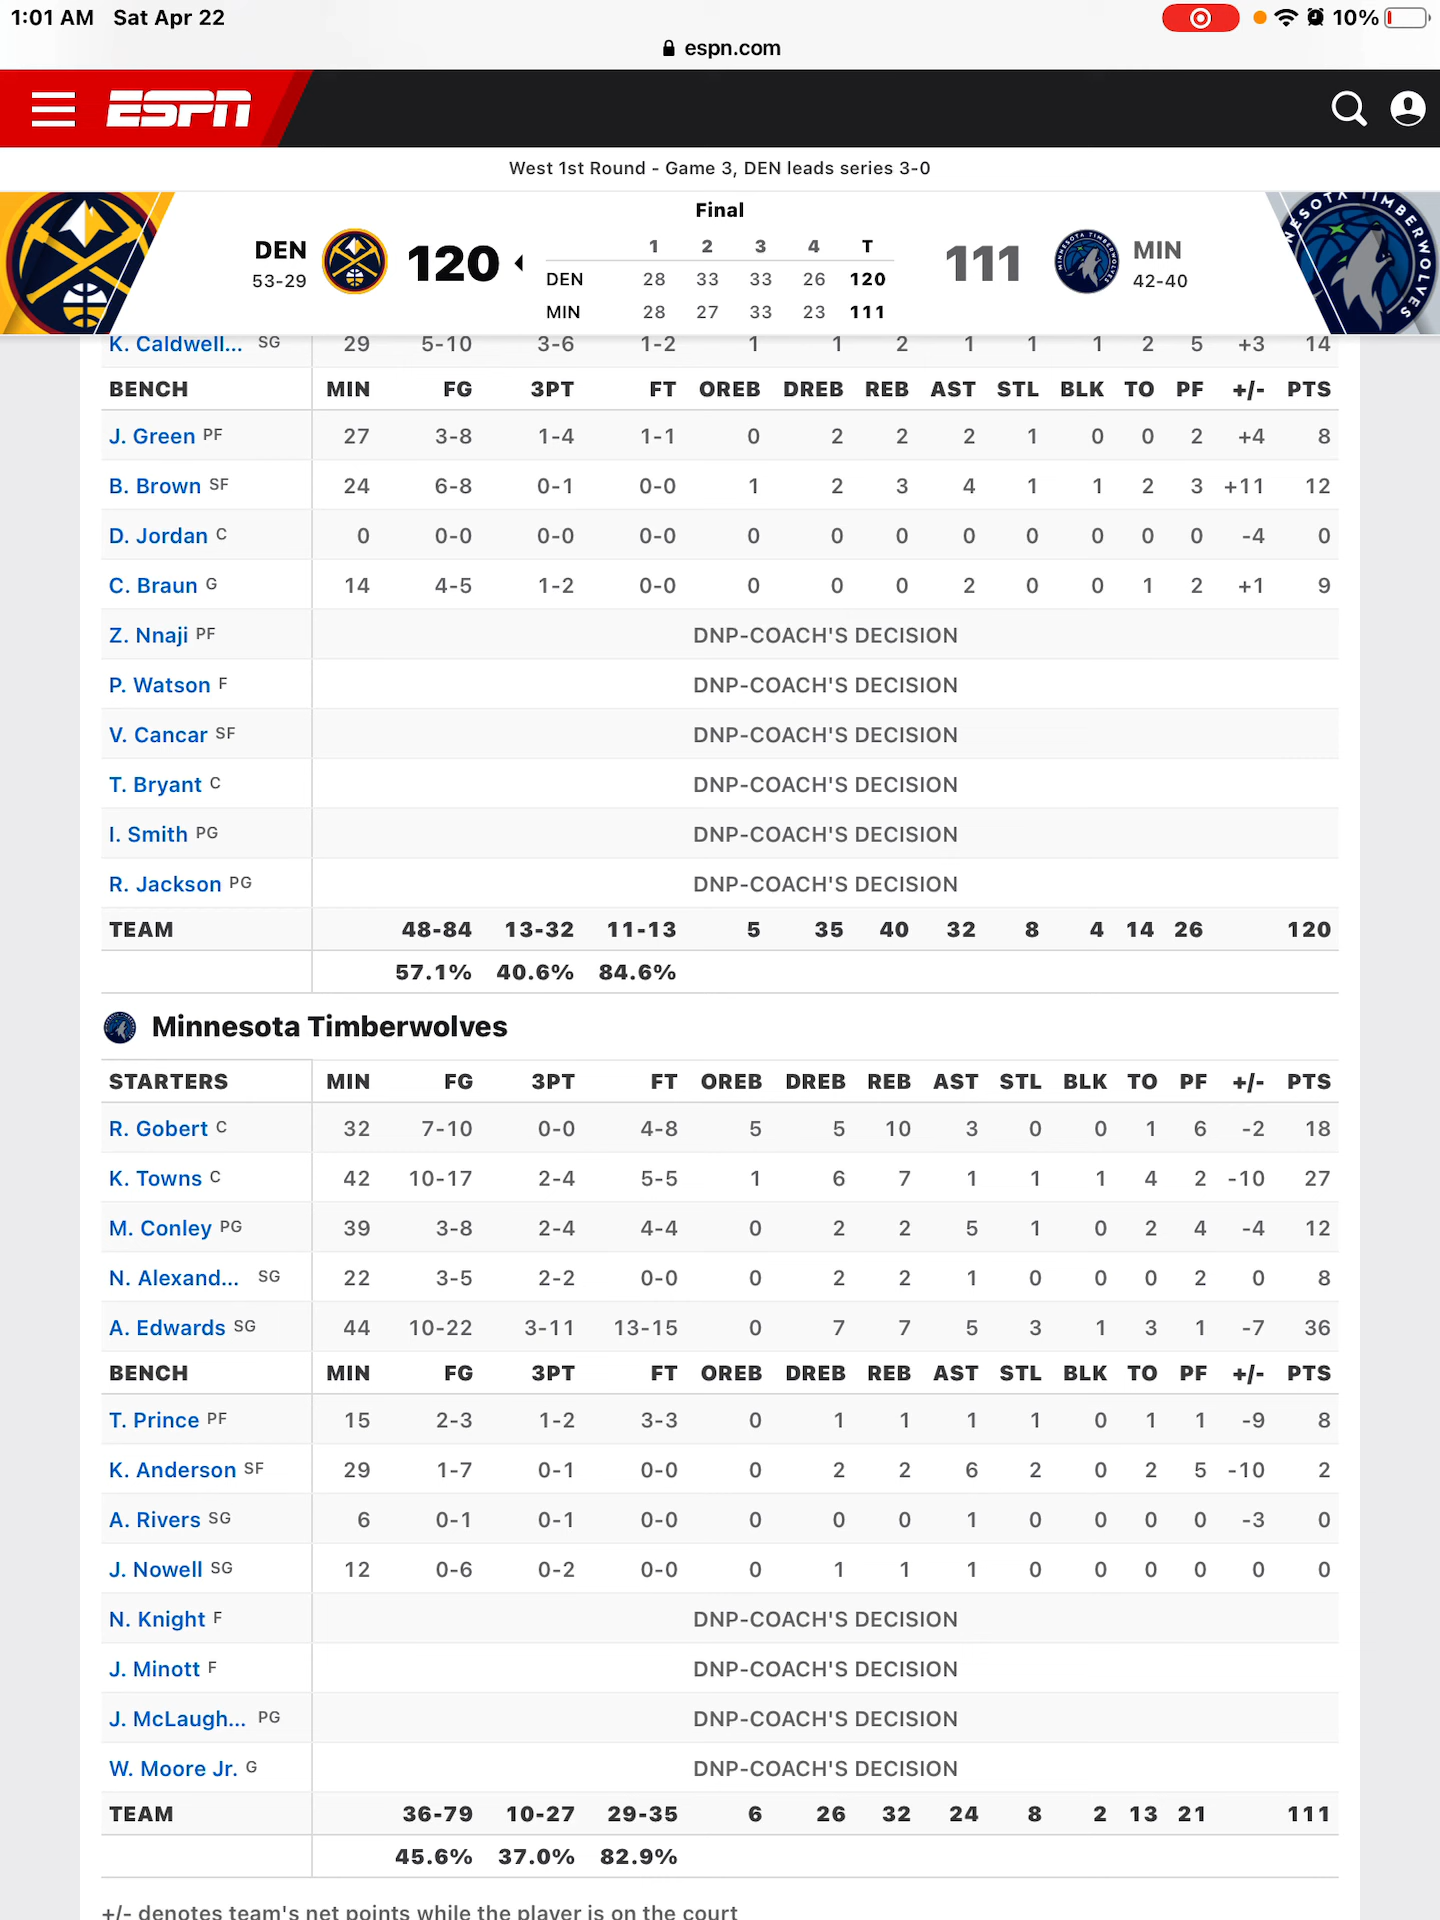 1:01 AM Sat Apr 22 10%
espn.com
ESPN
West 1st Round - Game 3, DEN leads series 3-0
Final
DEN 53-29 120 MIN 42-40 111
1 2 3 4 T
DEN 28 33 33 26 120
MIN 28 27 33 23 111
MINNESOTA TIMBERWOLVES
NESOTA TIMBERWOLVES
K. Caldwell... SG 29 5-10 3-6 1-2 1 1 2 1 1 1 2 5 +3 14
BENCH MIN FG 3PT FT OREB DREB REB AST STL BLK TO PF +/- PTS
J. Green PF 27 3-8 1-4 1-1 0 2 2 2 1 0 0 2 +4 8
B. Brown SF 24 6-8 0-1 0-0 1 2 3 4 1 1 2 3 +11 12
D. Jordan C 0 0-0 0-0 0-0 0 0 0 0 0 0 0 0 -4 0
C. Braun G 14 4-5 1-2 0-0 0 0 0 2 0 0 1 2 +1 9
Z. Nnaji PF DNP-COACH'S DECISION
P. Watson F DNP-COACH'S DECISION
V. Cancar SF DNP-COACH'S DECISION
T. Bryant C DNP-COACH'S DECISION
I. Smith PG DNP-COACH'S DECISION
R. Jackson PG DNP-COACH'S DECISION
TEAM 48-84 13-32 11-13 5 35 40 32 8 4 14 26 120
57.1% 40.6% 84.6%
Minnesota Timberwolves
STARTERS MIN FG 3PT FT OREB DREB REB AST STL BLK TO PF +/- PTS
R. Gobert C 32 7-10 0-0 4-8 5 5 10 3 0 0 1 6 -2 18
K. Towns C 42 10-17 2-4 5-5 1 6 7 1 1 1 4 2 -10 27
M. Conley PG 39 3-8 2-4 4-4 0 2 2 5 1 0 2 4 -4 12
N. Alexand... SG 22 3-5 2-2 0-0 0 2 2 1 0 0 0 2 0 8
A. Edwards SG 44 10-22 3-11 13-15 0 7 7 5 3 1 3 1 -7 36
BENCH MIN FG 3PT FT OREB DREB REB AST STL BLK TO PF +/- PTS
T. Prince PF 15 2-3 1-2 3-3 0 1 1 1 1 0 1 1 -9 8
K. Anderson SF 29 1-7 0-1 0-0 0 2 2 6 2 0 2 5 -10 2
A. Rivers SG 6 0-1 0-1 0-0 0 0 0 1 0 0 0 0 -3 0
J. Nowell SG 12 0-6 0-2 0-0 0 1 1 1 0 0 0 0 0 0
N. Knight F DNP-COACH'S DECISION
J. Minott F DNP-COACH'S DECISION
J. McLaugh... PG DNP-COACH'S DECISION
W. Moore Jr. G DNP-COACH'S DECISION
TEAM 36-79 10-27 29-35 6 26 32 24 8 2 13 21 111
45.6% 37.0% 82.9%
+/- denotes team's net points while the player is on the court